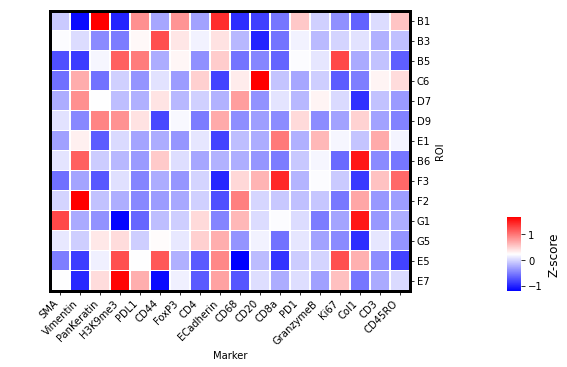 B1
B3
B5
C6
D7
D9
E1
B6
F3
F2
G1
G5
E5
E7
ROI
SMA
Vimentin
PanKeratin
H3K9me3
PDL1
CD44
FoxP3
CD4
ECadherin
CD68
CD20
CD8a
PD1
GranzymeB
Ki67
Col1
CD3
CD45RO
Marker
1
0
−1
Z-score